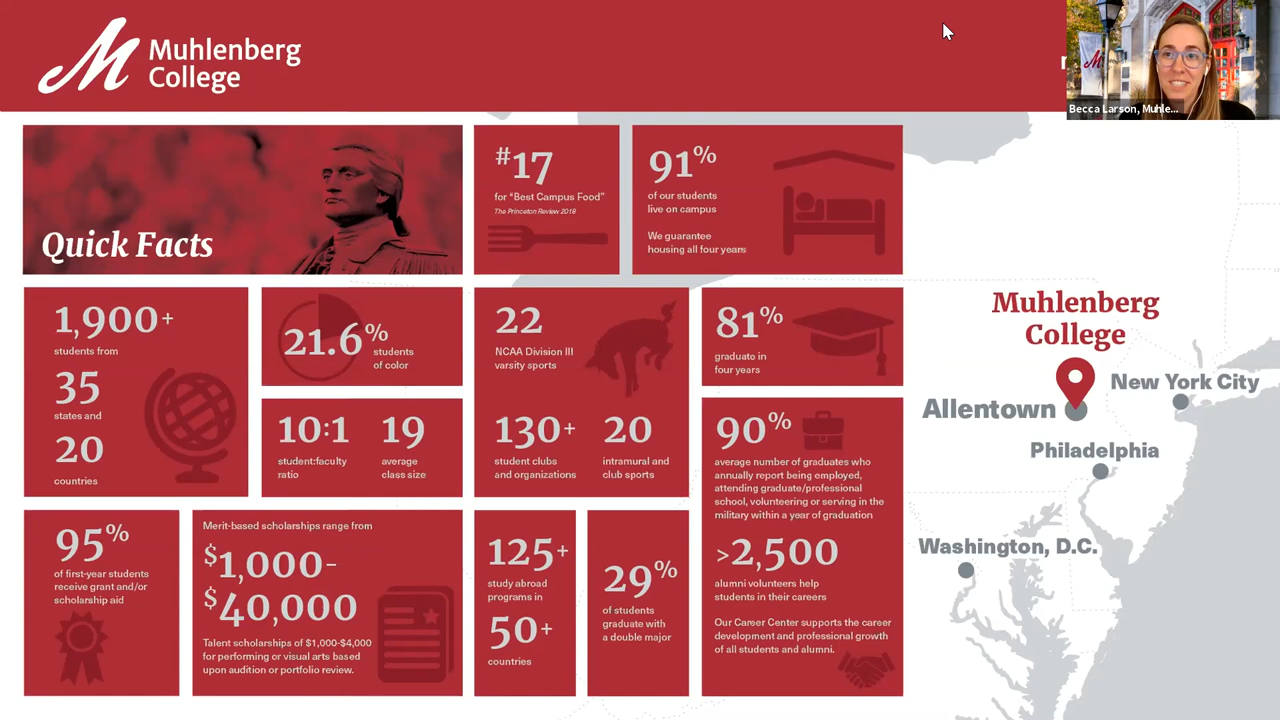 Muhlenberg
College
Becca Larson, Muhle...
Quick Facts
#17
for "Best Campus Food"
The Princeton Review 2018
91%
of our students
live on campus
We guarantee
housing all four years
1,900+
students from
35
states and
20
countries
21.6%
students
of color
10:1
student:faculty
ratio
19
average
class size
22
NCAA Division III
varsity sports
130+
student clubs
and organizations
20
intramural and
club sports
81%
graduate in
four years
90%
average number of graduates who
annually report being employed,
attending graduate/professional
school, volunteering or serving in the
military within a year of graduation
>2,500
alumni volunteers help
students in their careers
Our Career Center supports the career
development and professional growth
of all students and alumni.
95%
of first-year students
receive grant and/or
scholarship aid
Merit-based scholarships range from
$1,000–
$40,000
Talent scholarships of $1,000-$4,000
for performing or visual arts based
upon audition or portfolio review.
125+
study abroad
programs in
50+
countries
29%
of students
graduate with
a double major
Muhlenberg
College
New York City
Allentown
Philadelphia
Washington, D.C.